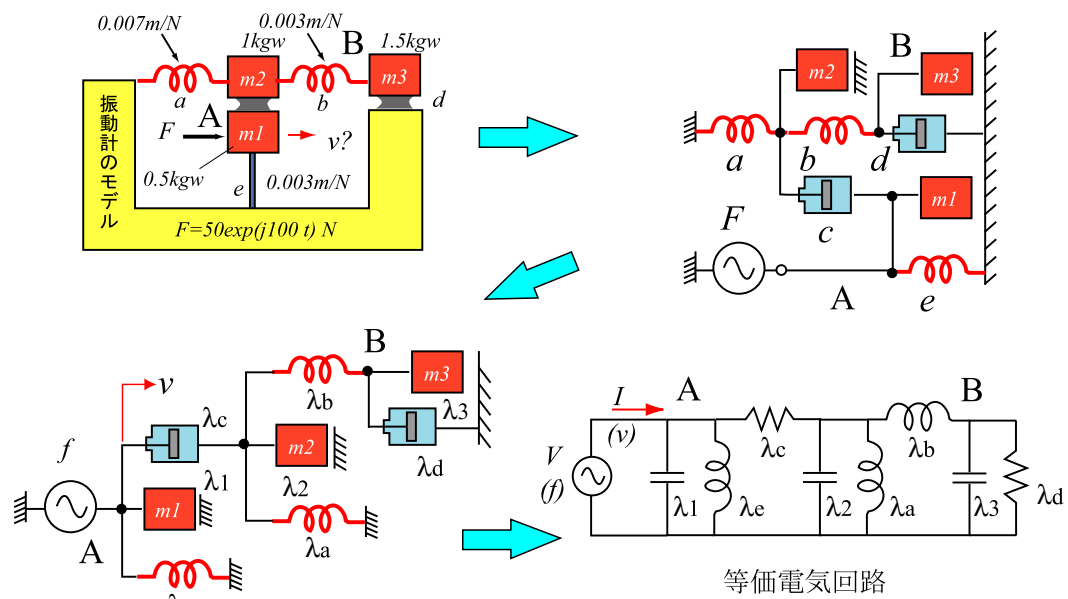 0.007m/N
0.003m/N
1kgw
B
1.5kgw
m2
m3
a
b
d
A
F
m1
v?
0.5kgw
e
0.003m/N
振動計のモデル
F=50exp(j100 t) N
B
m2
m3
a
b
d
m1
c
F
A
e
B
m3
v
λb
λ3
λc
f
m2
λd
λ1
λ2
m1
A
λa
I
A
B
(v)
λc
λb
V
(f)
λ1
λe
λ2
λa
λ3
λd
等価電気回路